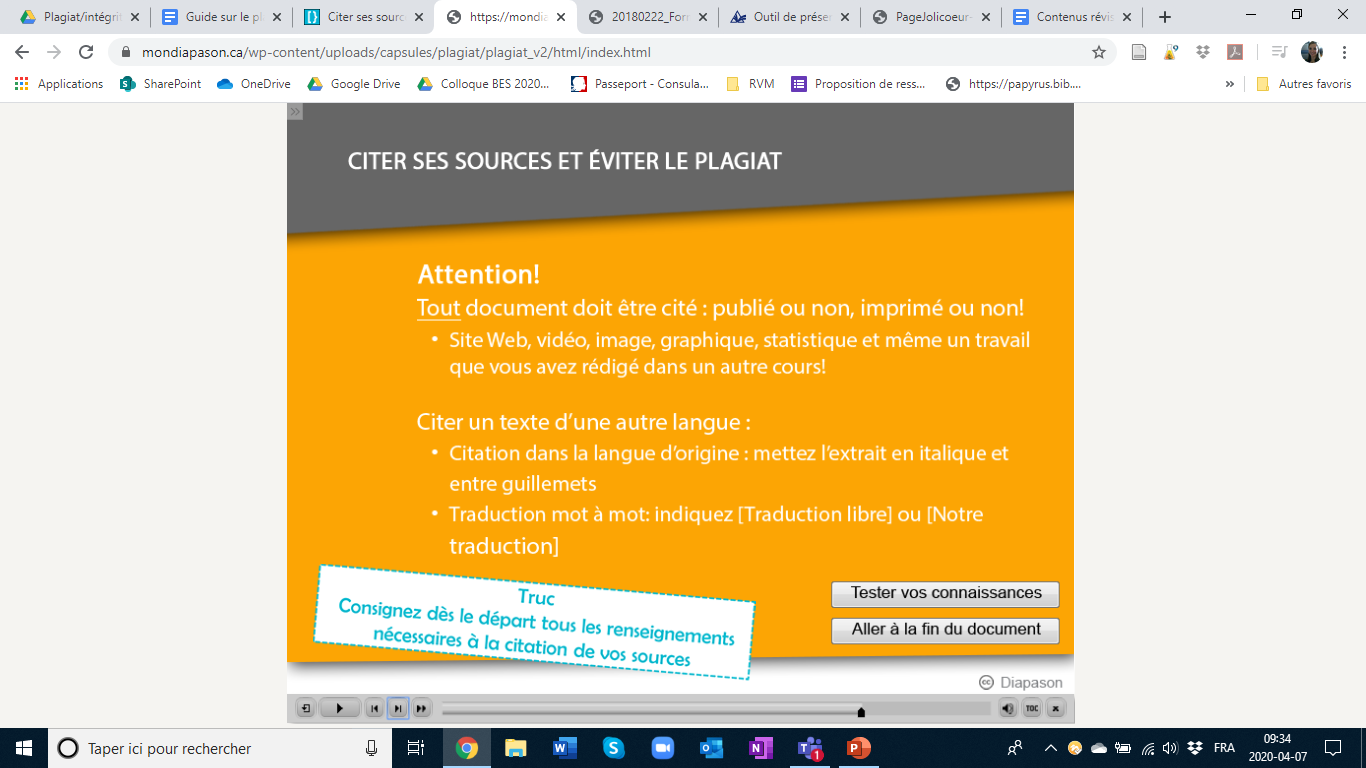 Plagiat/intégrit
Guide sur le pl
Citer ses sourc
https://mondia
20180222_Form
Outil de préser
PageJolicoeur-
Contenus révis
mondiapason.ca/wp-content/uploads/capsules/plagiat/plagiat_v2/html/index.html
Applications
SharePoint
OneDrive
Google Drive
Colloque BES 2020...
Passeport - Consula...
RVM
Proposition de ress...
https://papyrus.bib....
»
Autres favoris
CITER SES SOURCES ET ÉVITER LE PLAGIAT
Attention!
Tout document doit être cité : publié ou non, imprimé ou non!
• Site Web, vidéo, image, graphique, statistique et même un travail
que vous avez rédigé dans un autre cours!
Citer un texte d’une autre langue :
• Citation dans la langue d’origine : mettez l’extrait en italique et
entre guillemets
• Traduction mot à mot: indiquez [Traduction libre] ou [Notre
traduction]
Truc
Consignez dès le départ tous les renseignements
nécessaires à la citation de vos sources
Tester vos connaissances
Aller à la fin du document
cc Diapason
TOC
Taper ici pour rechercher
1
FRA
09:34
2020-04-07